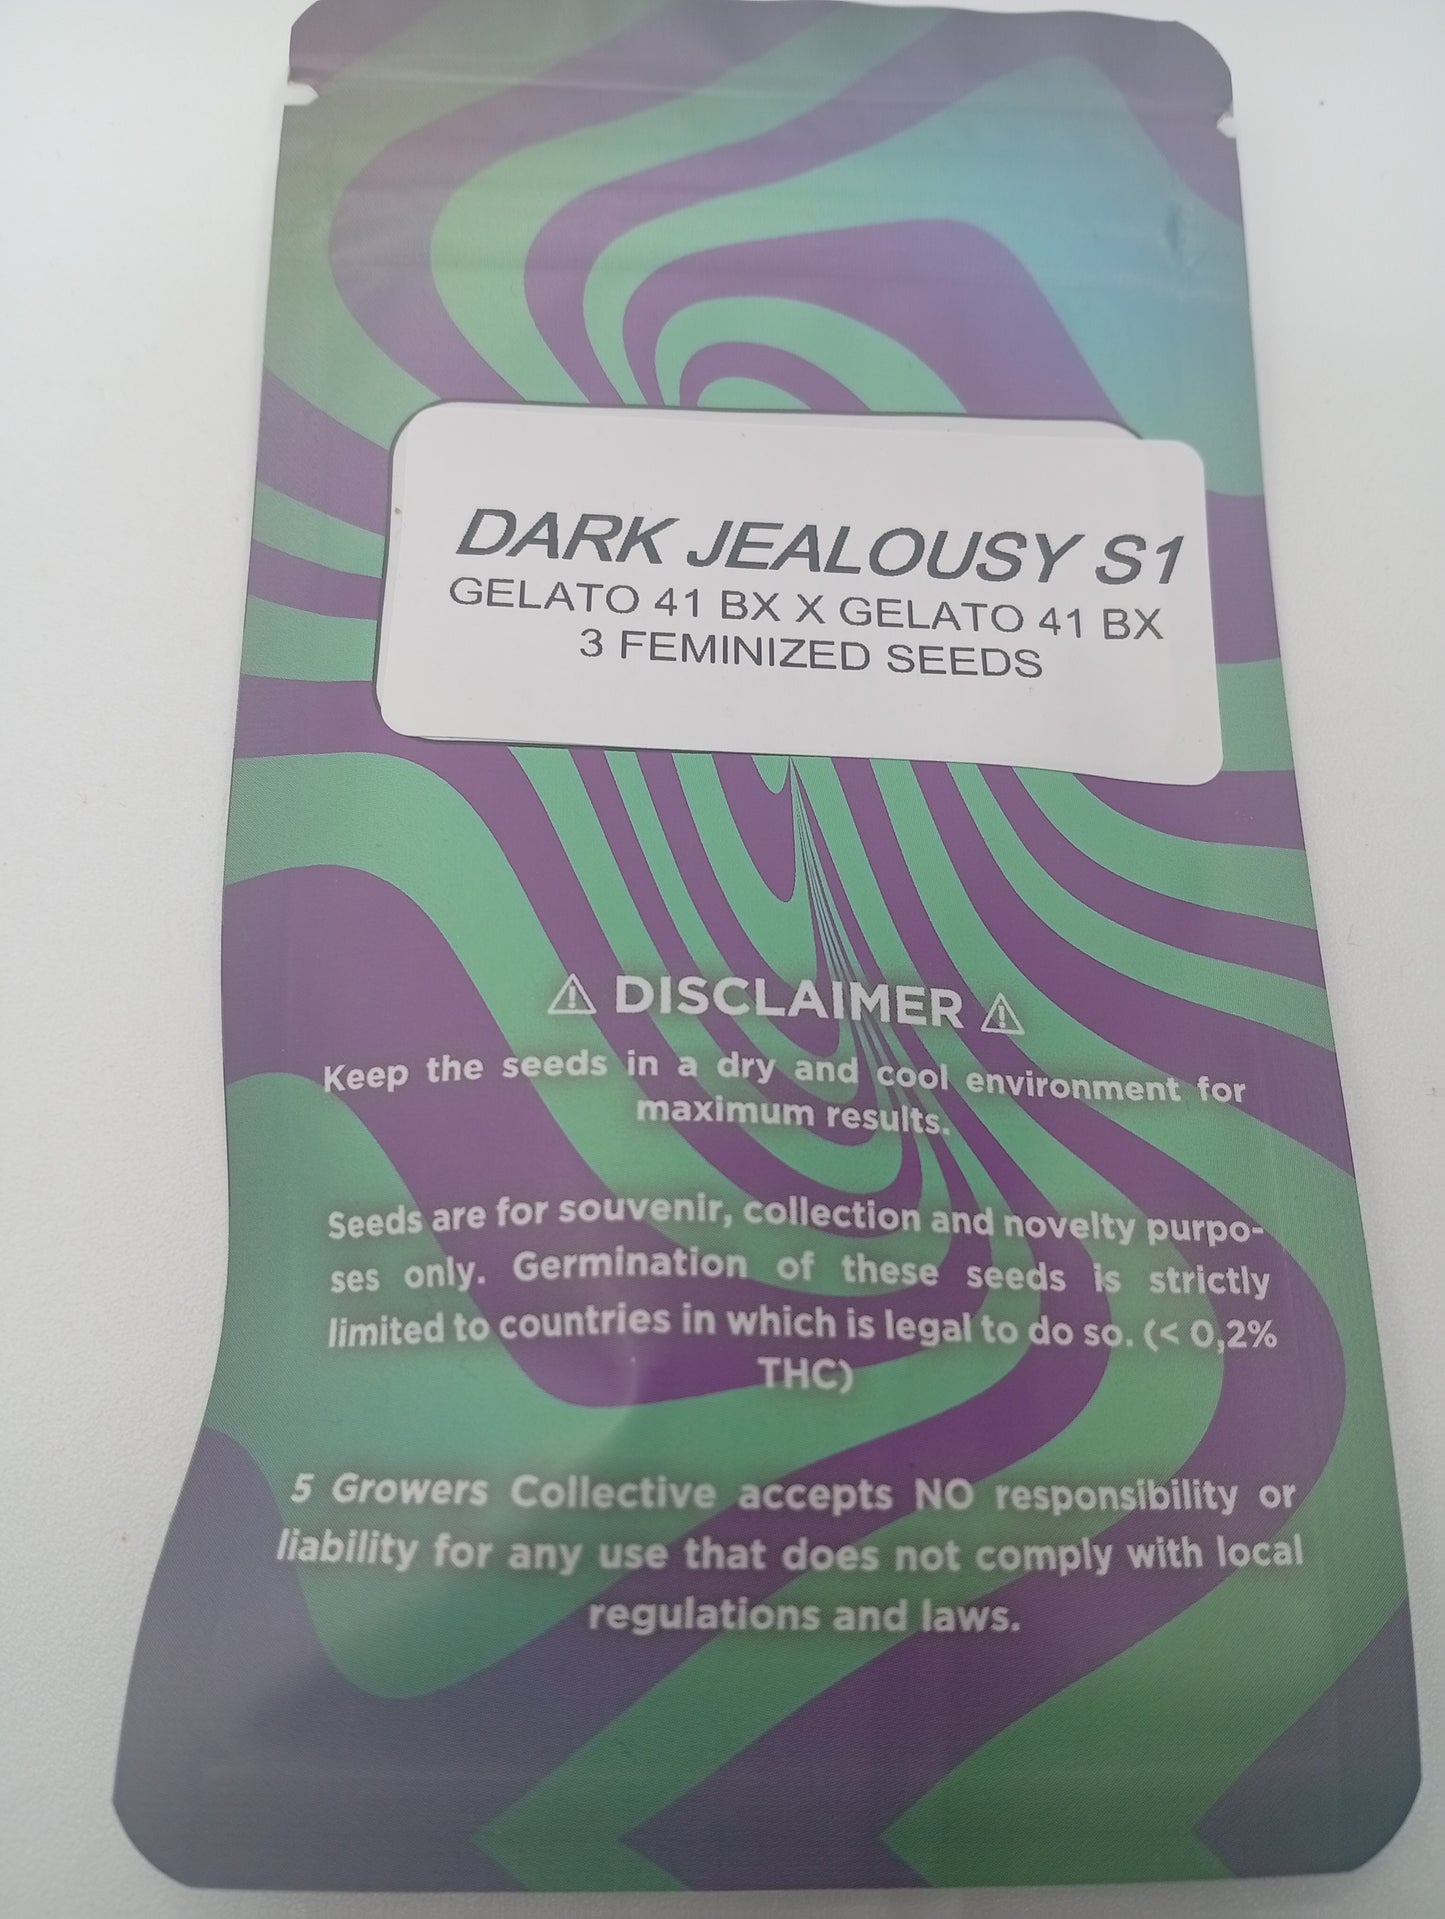 DARK JEALOUSY S1
GELATO 41 BX X GELATO 41 BX
3 FEMINIZED SEEDS
⚠ DISCLAIMER ⚠
Keep the seeds in a dry and cool environment for
maximum results.
Seeds are for souvenir, collection and novelty purpo-
ses only. Germination of these seeds is strictly
limited to countries in which is legal to do so. (< 0,2%
THC)
5 Growers Collective accepts NO responsibility or
liability for any use that does not comply with local
regulations and laws.